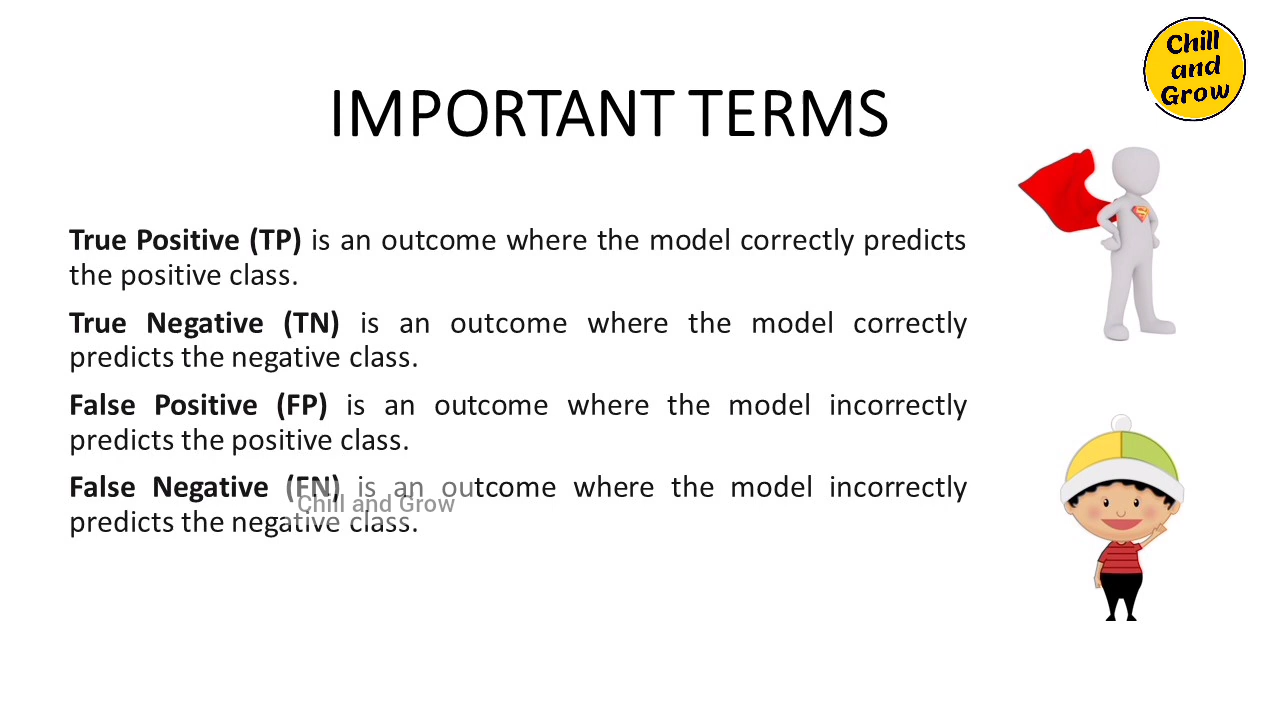 Chill
and
Grow
IMPORTANT TERMS
True Positive (TP) is an outcome where the model correctly predicts
the positive class.
True Negative (TN) is an outcome where the model correctly
predicts the negative class.
False Positive (FP) is an outcome where the model incorrectly
predicts the positive class.
False Negative (FN) is an outcome where the model incorrectly
Chill and Grow
predicts the negative class.